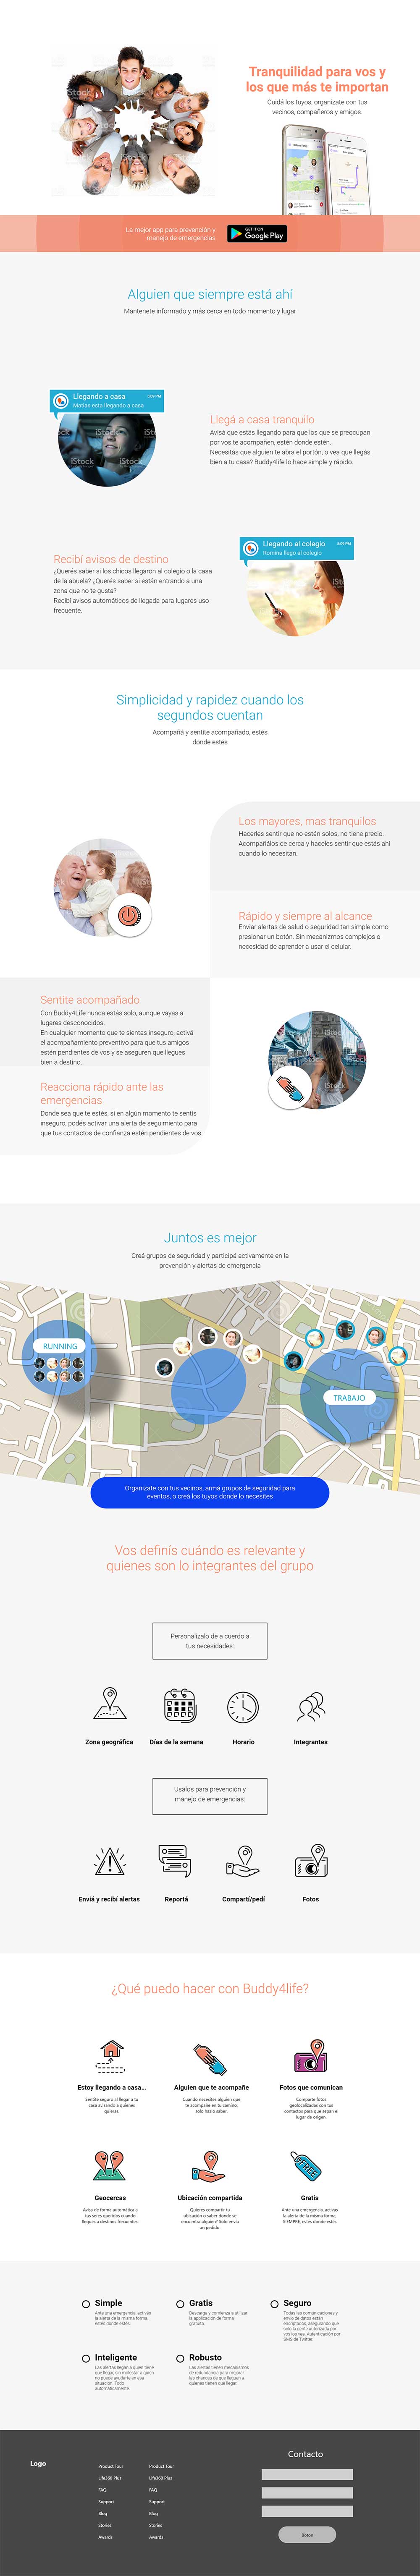 Tranquilidad para vos y
los que más te importan
Cuidá los tuyos, organizate con tus
vecinos, compañeros y amigos.
La mejor app para prevención y
manejo de emergencias
GET IT ON
Google Play
Alguien que siempre está ahí
Mantenete informado y más cerca en todo momento y lugar
Llegando a casa
5:09 PM
Matias esta llegando a casa
iStock
Llegá a casa tranquilo
Avisá que estás llegando para los que se preocupan
por vos te acompañen, estén donde estén.
Necesitás que alguien te abra el portón, o vea que llegás
bien a tu casa? Buddy4life lo hace simple y rápido.
Llegando al colegio
5:09 PM
Romina llego al colegio
iStock
Recibí avisos de destino
¿Querés saber si los chicos llegaron al colegio o la casa
de la abuela? ¿Querés saber si están entrando a una
zona que no te gusta?
Recibí avisos automáticos de llegada para lugares uso
frecuente.
Simplicidad y rapidez cuando los
segundos cuentan
Acompañá y sentite acompañado, estés
donde estés
Los mayores, mas tranquilos
Hacerles sentir que no están solos, no tiene precio.
Acompañálos de cerca y haceles sentir que estás ahí
cuando lo necesitan.
Rápido y siempre al alcance
Enviar alertas de salud o seguridad tan simple como
presionar un botón. Sin mecanizmos complejos o
necesidad de aprender a usar el celular.
Sentite acompañado
Con Buddy4Life nunca estás solo, aunque vayas a
lugares desconocidos.
En cualquier momento que te sientas inseguro, activá
el acompañamiento preventivo para que tus amigos
estén pendientes de vos y se aseguren que llegues
bien a destino.
iStock
Reacciona rápido ante las
emergencias
Donde sea que te estés, si en algún momento te sentís
inseguro, podés activar una alerta de seguimiento para
que tus contactos de confianza estén pendientes de vos.
Juntos es mejor
Creá grupos de seguridad y participá activamente en la
prevención y alertas de emergencia
RUNNING
TRABAJO
Organizate con tus vecinos, armá grupos de seguridad para
eventos, o creá los tuyos donde lo necesites
Vos definís cuándo es relevante y
quienes son lo integrantes del grupo
Personalizalo de a cuerdo a
tus necesidades:
Zona geográfica Días de la semana Horario Integrantes
Usalos para prevención y
manejo de emergencias:
Enviá y recibí alertas Reportá Compartí/pedí Fotos
¿Qué puedo hacer con Buddy4life?
FREE
Estoy llegando a casa... Alguien que te acompañe Fotos que comunican
Sentite seguro al llegar a tu
casa avisando a quienes
quieras.
Cuando necesites alguien que
te acompañe en tu camino,
solo hazlo saber.
Comparte fotos
geolocalizadas con tus
contactos para que sepan el
lugar de origen.
Geocercas Ubicación compartida Gratis
Avisa de forma automática a
tus seres queridos cuando
llegues a destinos frecuentes.
Quieres compartir tu
ubicación o saber donde se
encuentra alguien? Solo envia
un pedido.
Ante una emergencia, activas
la alerta de la misma forma,
SIEMPRE, estés donde estés
Simple
Ante una emergencia, activás
la alerta de la misma forma,
estés donde estés.
Gratis
Descarga y comienza a utilizar
la aplicación de forma
gratuita
Seguro
Todas las comunicaciones y
envío de datos están
encriptados, asegurando que
solo la gente autorizada por
vos los vea. Autenticación por
SMS de Twitter.
Inteligente
Las alertas llegan a quien tiene
que llegar, sin molestar a quien
no puede ayudarte en esa
situación. Todo
automáticamente
Robusto
Las alertas tienen mecanismos
de redundancia para mejorar
las chances de que lleguen a
quienes tienen que llegar.
Logo
Product Tour
Life360 Plus
FAQ
Support
Blog
Stories
Awards
Product Tour
Life360 Plus
FAQ
Support
Blog
Stories
Awards
Contacto
Boton